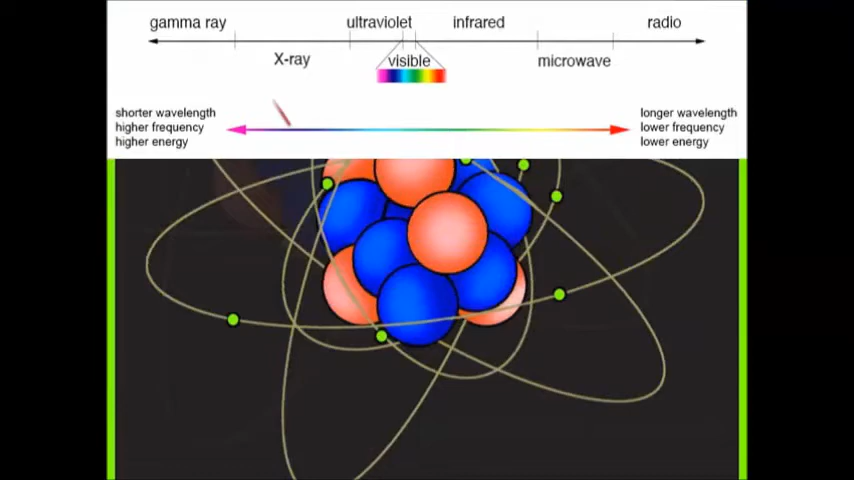 gamma ray
ultraviolet
infrared
radio
X-ray
visible
microwave
shorter wavelength
higher frequency
higher energy
longer wavelength
lower frequency
lower energy